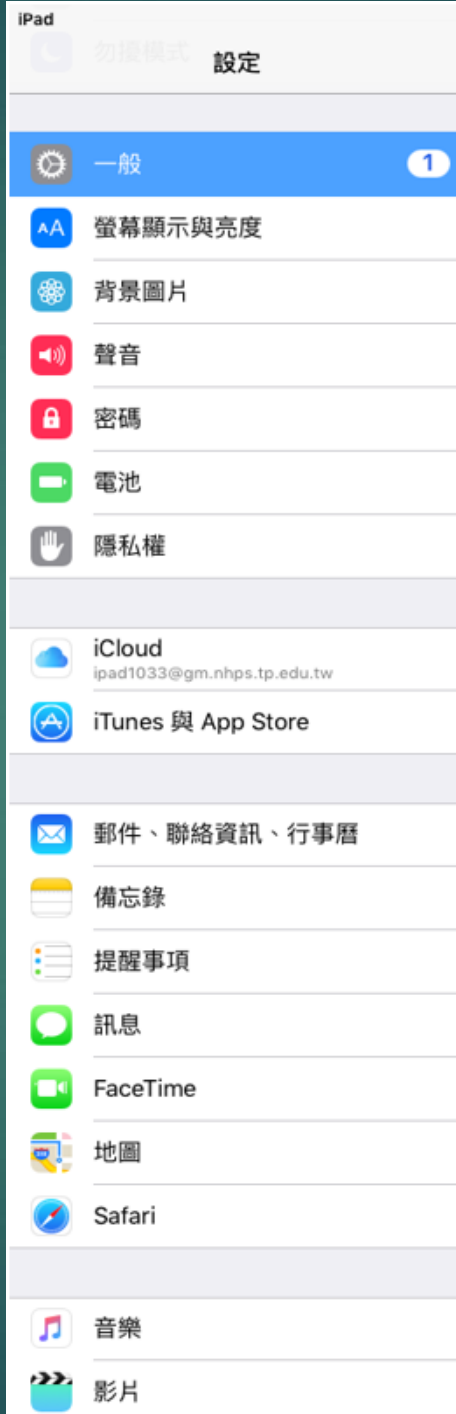 iPad
勿擾模式
設定
一般
1
AA 螢幕顯示與亮度
背景圖片
聲音
密碼
電池
隱私權
iCloud
ipad1033@gm.nhps.tp.edu.tw
iTunes 與 App Store
郵件、聯絡資訊、行事曆
備忘錄
提醒事項
訊息
FaceTime
地圖
Safari
音樂
影片